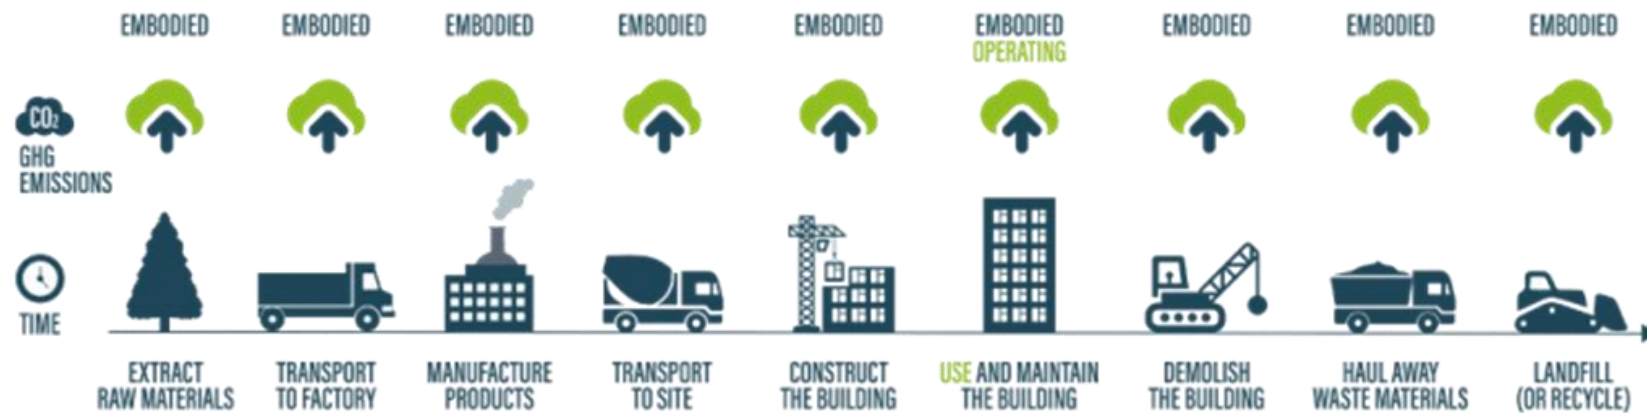 EMBODIED EMBODIED EMBODIED EMBODIED EMBODIED EMBODIED EMBODIED EMBODIED EMBODIED
OPERATING
CO₂
GHG
EMISSIONS
TIME
EXTRACT
RAW MATERIALS
TRANSPORT
TO FACTORY
MANUFACTURE
PRODUCTS
TRANSPORT
TO SITE
CONSTRUCT
THE BUILDING
USE AND MAINTAIN
THE BUILDING
DEMOLISH
THE BUILDING
HAUL AWAY
WASTE MATERIALS
LANDFILL
(OR RECYCLE)